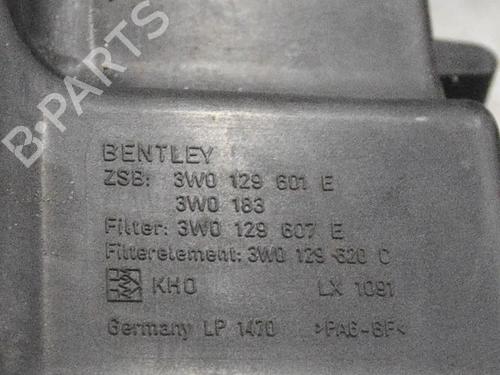 B-PARTS
BENTLEY
ZSB: 3W0 129 601 E
3W0 183
Filter: 3W0 129 607 E
Filterelement: 3W0 129 620 C
KHO LX 1091
Germany LP 1470 >PA6-GF<